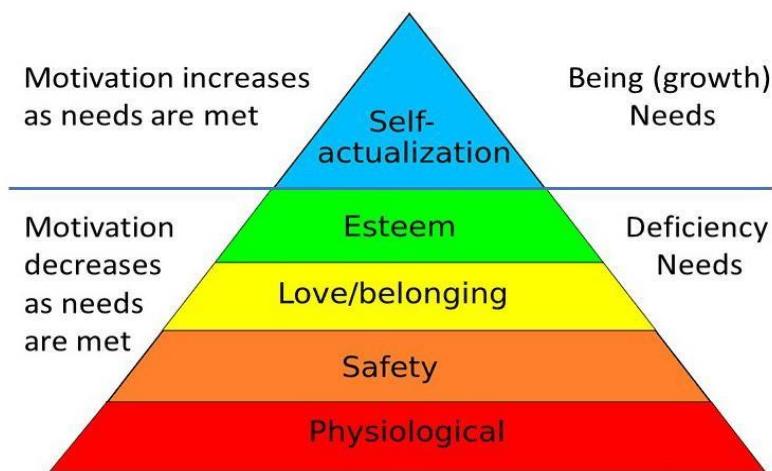 Motivation increases
as needs are met
Being (growth)
Needs
Self-
actualization
Motivation
decreases
as needs
are met
Esteem
Deficiency
Needs
Love/belonging
Safety
Physiological